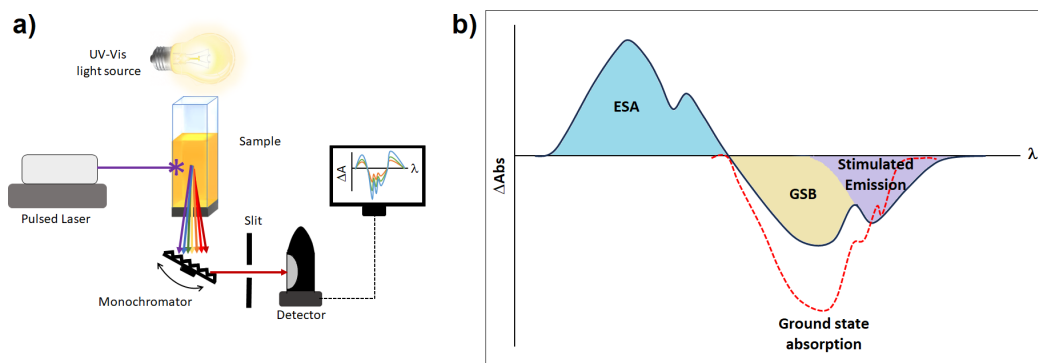 a)
UV-Vis
light source
Sample
Pulsed Laser
ΔA
λ
Slit
Monochromator
Detector
b)
ΔAbs
ESA
λ
GSB
Stimulated
Emission
Ground state
absorption